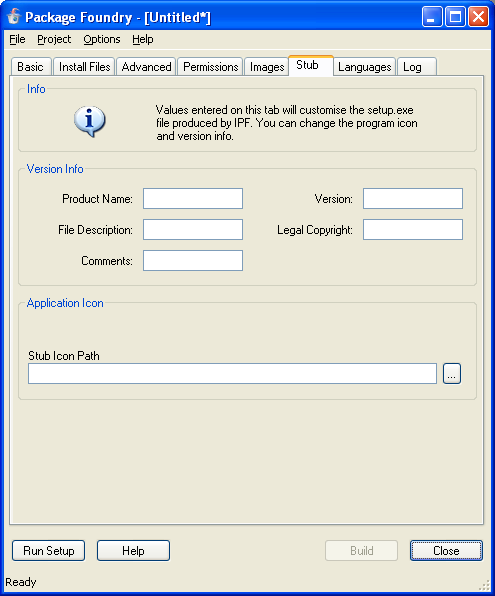 Package Foundry - [Untitled*]
File Project Options Help
Basic Install Files Advanced Permissions Images Stub Languages Log
Info
Values entered on this tab will customise the setup.exe
file produced by IPF. You can change the program icon
and version info.
Version Info
Product Name: Version:
File Description: Legal Copyright:
Comments:
Application Icon
Stub Icon Path
...
Run Setup Help Build Close
Ready